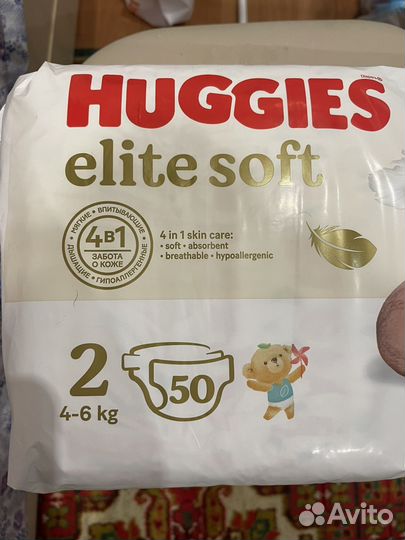 HUGGIES
elite soft
МЯГКИЕ • ВПИТЫВАЮЩИЕ • ГИПОАЛЛЕРГЕННЫЕ • ДЫШАЩИЕ •
4в1
ЗАБОТА
О КОЖЕ
4 in 1 skin care:
• soft • absorbent
• breathable • hypoallergenic
2
50
4-6 kg
Avito